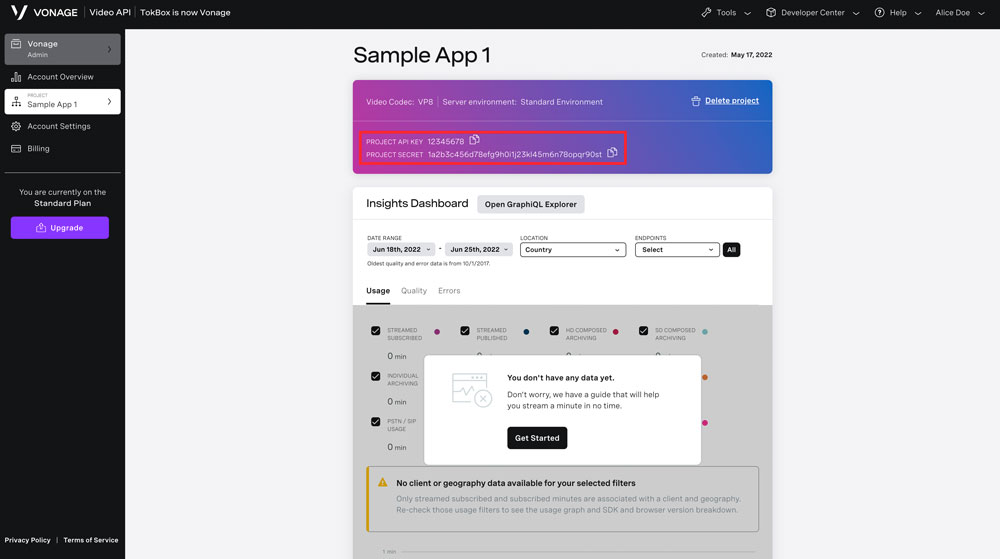 VONAGE | Video API | TokBox is now Vonage
Tools
Developer Center
Help
Alice Doe
Vonage
Admin
Account Overview
PROJECT
Sample App 1
Account Settings
Billing
You are currently on the
Standard Plan
Upgrade
Privacy Policy | Terms of Service
Sample App 1
Created: May 17, 2022
Video Codec: VP8 | Server environment: Standard Environment
Delete project
PROJECT API KEY 12345678
PROJECT SECRET 1a2b3c456d78efg9h0i1j23kl45m6n78opqr90st
Insights Dashboard
Open GraphiQL Explorer
DATE RANGE
Jun 18th, 2022 - Jun 25th, 2022
Oldest quality and error data is from 10/1/2017.
LOCATION
Country
ENDPOINTS
Select
All
Usage
Quality
Errors
STREAMED
SUBSCRIBED
0 min
STREAMED
PUBLISHED
HD COMPOSED
ARCHIVING
SD COMPOSED
ARCHIVING
INDIVIDUAL
ARCHIVING
0 min
PSTN / SIP
USAGE
0 min
You don't have any data yet.
Don't worry, we have a guide that will help
you stream a minute in no time.
Get Started
No client or geography data available for your selected filters
Only streamed subscribed and subscribed minutes are associated with a client and geography.
Re-check those usage filters to see the usage graph and SDK and browser version breakdown.
1 min